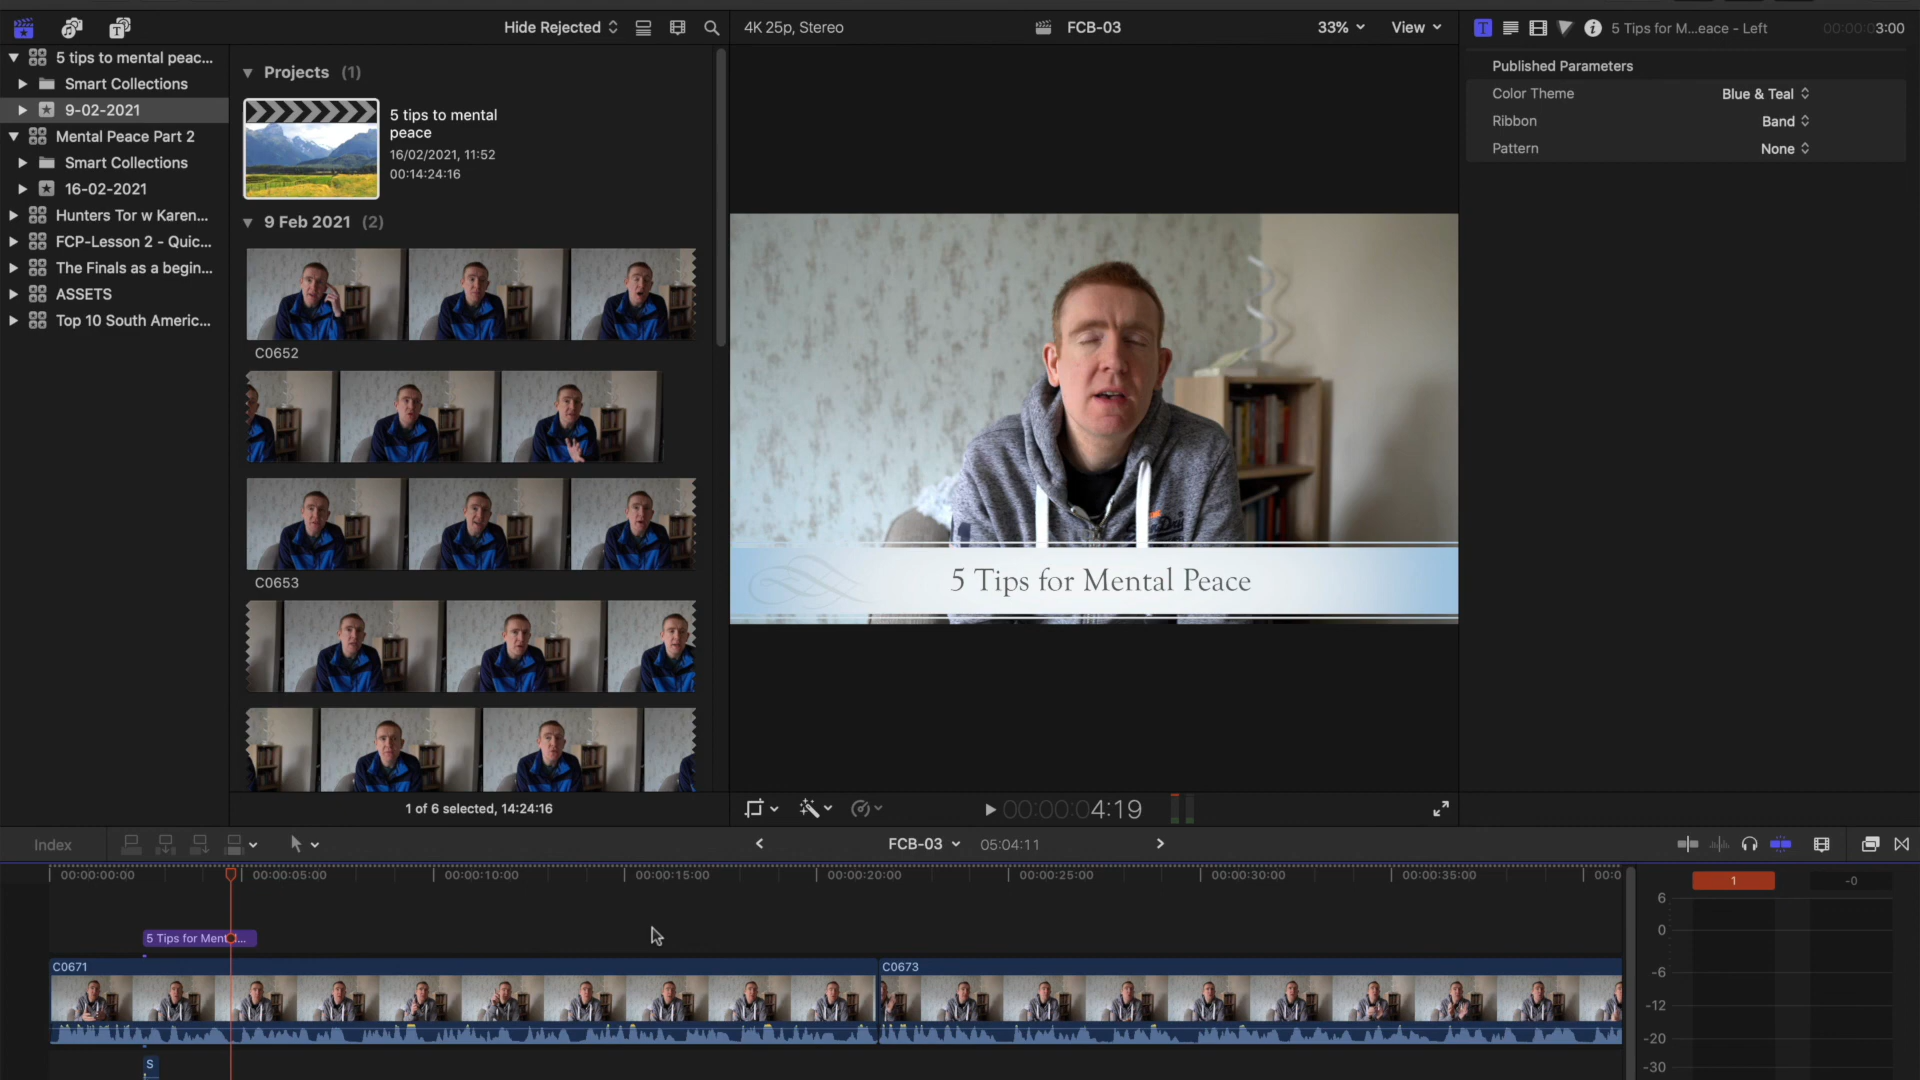 Hide Rejected
4K 25p, Stereo
FCB-03
33%
View
5 Tips for M...eace - Left
00:00:03:00
5 tips to mental peac...
Smart Collections
9-02-2021
Mental Peace Part 2
Smart Collections
16-02-2021
Hunters Tor w Karen...
FCP-Lesson 2 - Quic...
The Finals as a begin...
ASSETS
Top 10 South Americ...
Projects (1)
5 tips to mental
peace
16/02/2021, 11:52
00:14:24:16
9 Feb 2021 (2)
C0652
C0653
1 of 6 selected, 14:24:16
5 Tips for Mental Peace
00:00:04:19
Published Parameters
Color Theme Blue & Teal
Ribbon Band
Pattern None
Index
FCB-03
05:04:11
00:00:00:00
00:00:05:00
00:00:10:00
00:00:15:00
00:00:20:00
00:00:25:00
00:00:30:00
00:00:35:00
00:0
5 Tips for Ment
C0671
C0673
S
1
-0
6
0
-6
-12
-20
-30